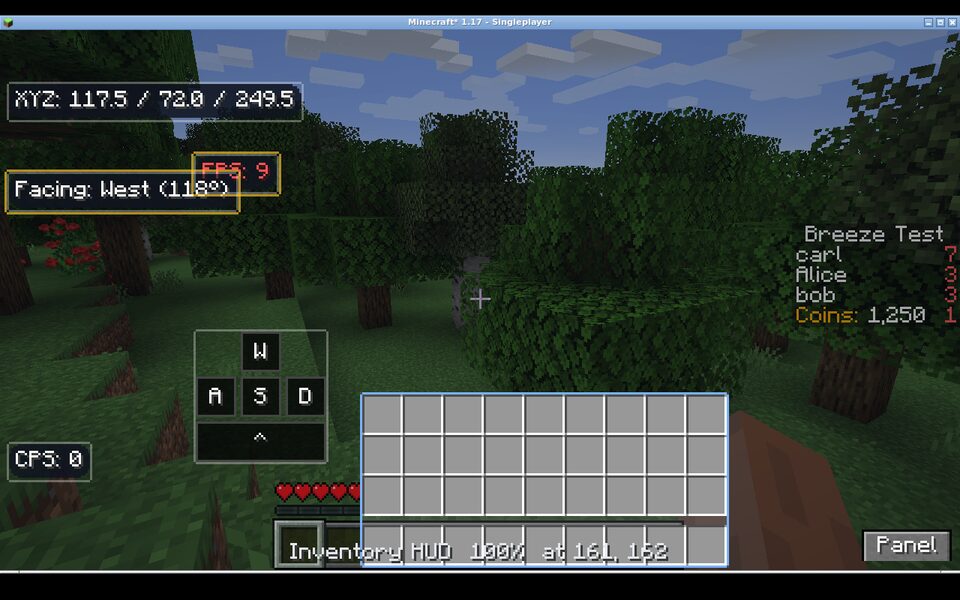 Minecraft* 1.17 - Singleplayer
XYZ: 117.5 / 72.0 / 249.5
FPS: 9
Facing: West (118°)
Breeze Test
carl 7
Alice 3
bob 3
Coins: 1,250 1
W
A S D
^
CPS: 0
Inventory HUD 100% at 161, 162
Panel